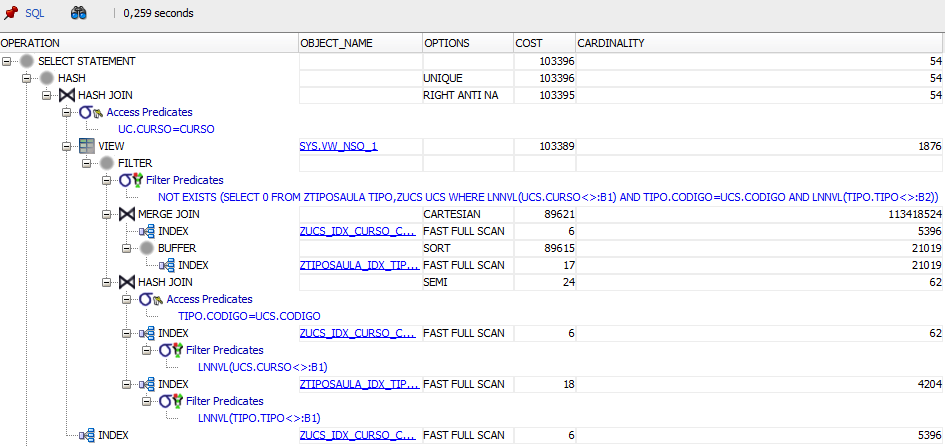 SQL 0,259 seconds
OPERATION OBJECT_NAME OPTIONS COST CARDINALITY
SELECT STATEMENT 103396 54
HASH UNIQUE 103396 54
HASH JOIN RIGHT ANTI NA 103395 54
Access Predicates
UC.CURSO=CURSO
VIEW SYS.VW_NSO_1 103389 1876
FILTER
Filter Predicates
NOT EXISTS (SELECT 0 FROM ZTIPOSAULA TIPO,ZUCS UCS WHERE LNNVL(UCS.CURSO<>:B1) AND TIPO.CODIGO=UCS.CODIGO AND LNNVL(TIPO.TIPO<>:B2))
MERGE JOIN CARTESIAN 89621 113418524
INDEX ZUCS_IDX_CURSO_C... FAST FULL SCAN 6 5396
BUFFER SORT 89615 21019
INDEX ZTIPOSAULA_IDX_TIP... FAST FULL SCAN 17 21019
HASH JOIN SEMI 24 62
Access Predicates
TIPO.CODIGO=UCS.CODIGO
INDEX ZUCS_IDX_CURSO_C... FAST FULL SCAN 6 62
Filter Predicates
LNNVL(UCS.CURSO<>:B1)
INDEX ZTIPOSAULA_IDX_TIP... FAST FULL SCAN 18 4204
Filter Predicates
LNNVL(TIPO.TIPO<>:B1)
INDEX ZUCS_IDX_CURSO_C... FAST FULL SCAN 6 5396